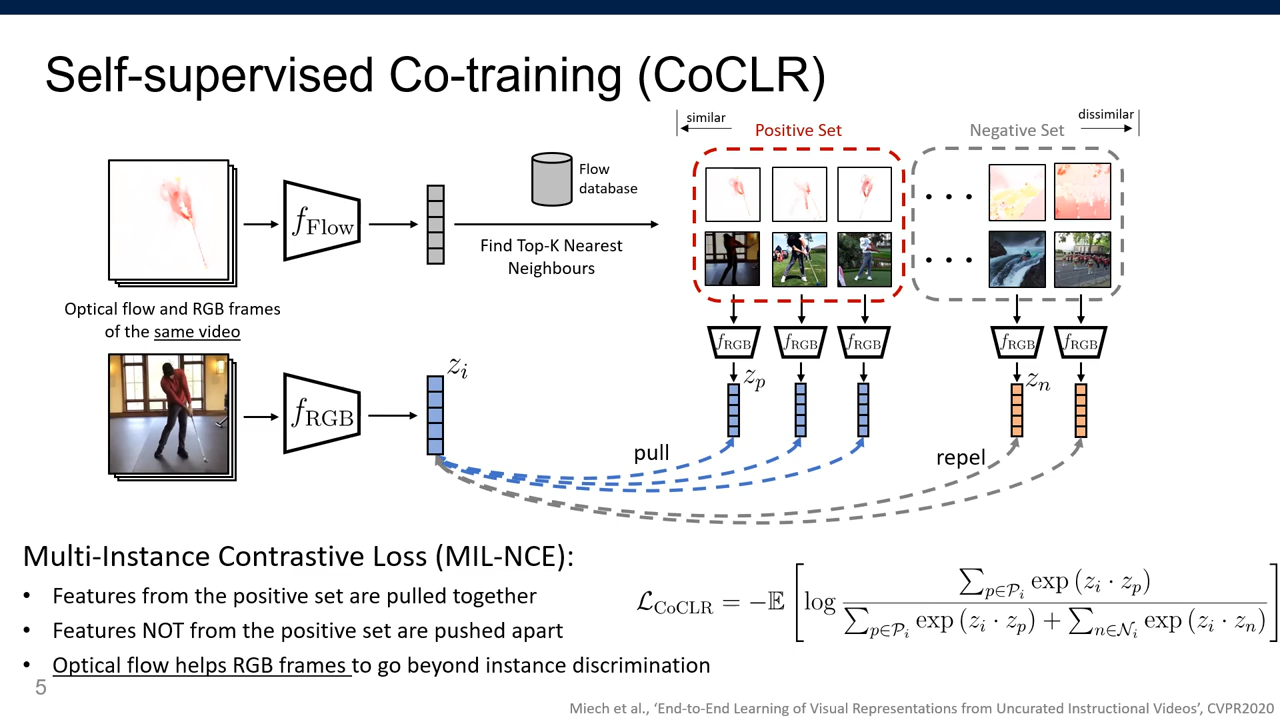 Self-supervised Co-training (CoCLR)
similar
dissimilar
Positive Set
Negative Set
Flow
database
f_Flow
Find Top-K Nearest
Neighbours
Optical flow and RGB frames
of the same video
f_RGB
z_i
f_RGB f_RGB f_RGB f_RGB f_RGB
z_p
z_n
pull
repel
Multi-Instance Contrastive Loss (MIL-NCE):
• Features from the positive set are pulled together
• Features NOT from the positive set are pushed apart
• Optical flow helps RGB frames to go beyond instance discrimination
L_CoCLR = −𝔼 [ log ∑_{p∈P_i} exp (z_i · z_p) / ∑_{p∈P_i} exp (z_i · z_p) + ∑_{n∈N_i} exp (z_i · z_n) ]
5
Miech et al., ‘End-to-End Learning of Visual Representations from Uncurated Instructional Videos’, CVPR2020